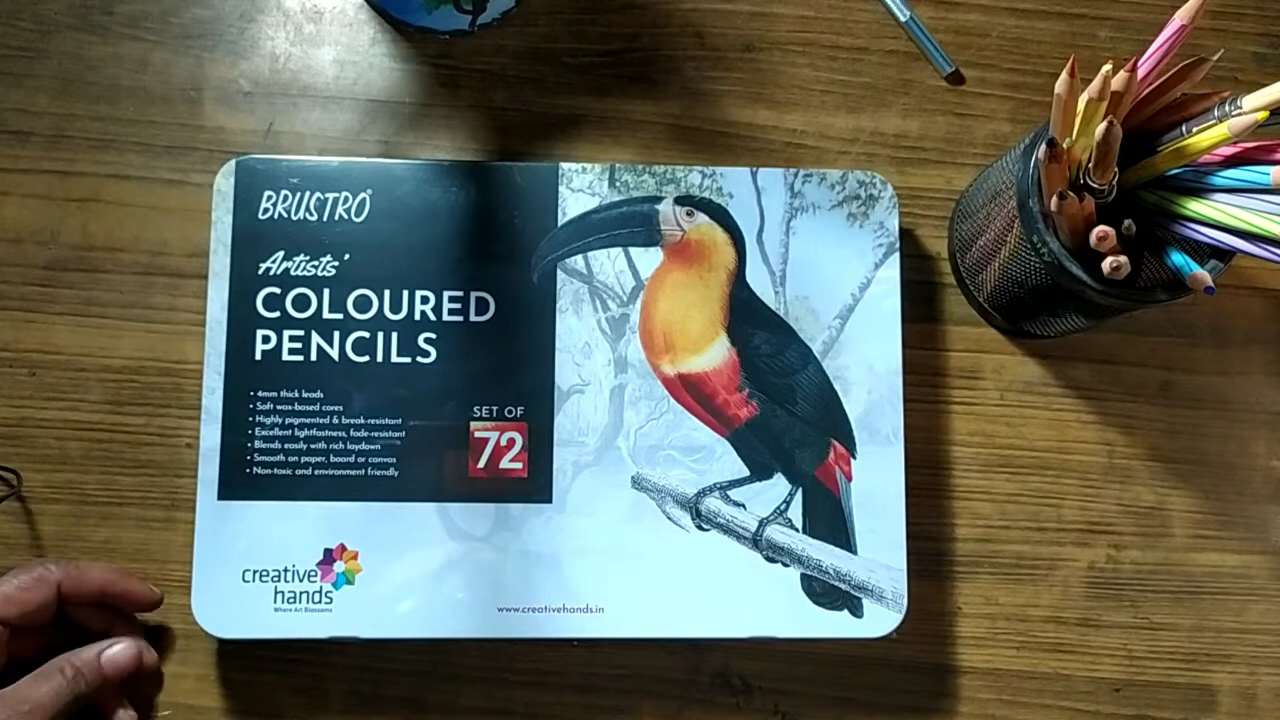 BRUSTRO®
Artists'
COLOURED
PENCILS
• 4mm thick leads
• Soft wax-based cores
• Highly pigmented & break-resistant
• Excellent lightfastness, fade-resistant
• Blends easily with rich laydown
• Smooth on paper, board or canvas
• Non-toxic and environment friendly
SET OF
72
creative
hands
Where Art Blossoms
www.creativehands.in